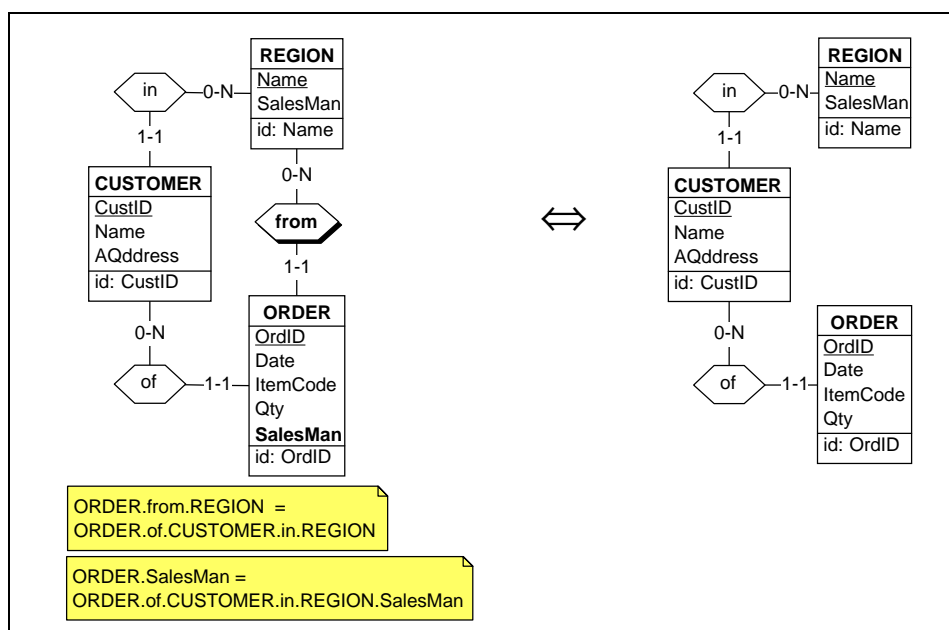 REGION
Name
SalesMan
id: Name
in
0-N
1-1
0-N
CUSTOMER
CustID
Name
AQddress
id: CustID
from
1-1
ORDER
OrdID
Date
ItemCode
Qty
SalesMan
id: OrdID
0-N
of
1-1
ORDER.from.REGION =
ORDER.of.CUSTOMER.in.REGION
ORDER.SalesMan =
ORDER.of.CUSTOMER.in.REGION.SalesMan
⇔
REGION
Name
SalesMan
id: Name
in
0-N
1-1
CUSTOMER
CustID
Name
AQddress
id: CustID
0-N
of
1-1
ORDER
OrdID
Date
ItemCode
Qty
id: OrdID